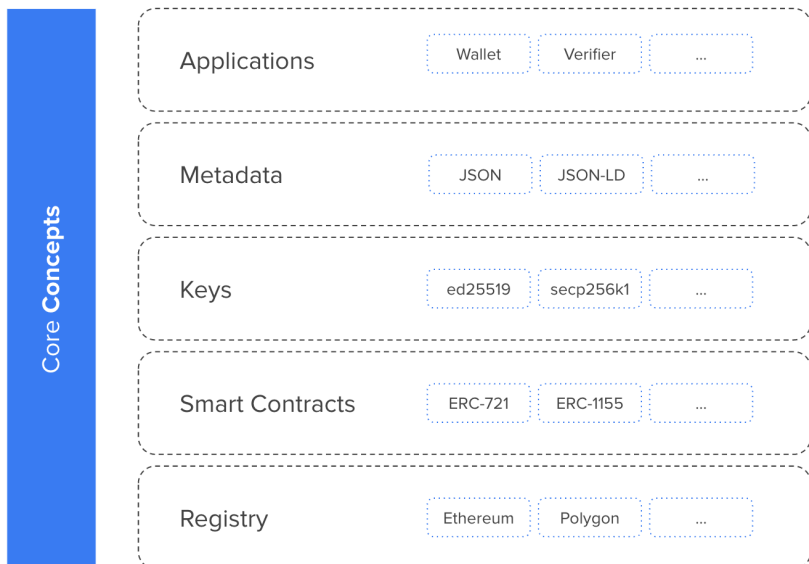 Core Concepts
Applications
Wallet
Verifier
...
Metadata
JSON
JSON-LD
...
Keys
ed25519
secp256k1
...
Smart Contracts
ERC-721
ERC-1155
...
Registry
Ethereum
Polygon
...